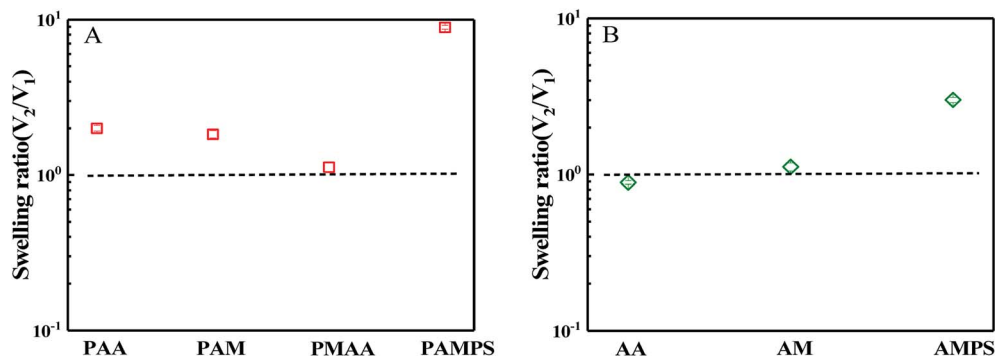 A
Swelling ratio(V₂/V₁)
10¹
10⁰
10⁻¹
PAA PAM PMAA PAMPS
B
Swelling ratio(V₂/V₁)
10¹
10⁰
10⁻¹
AA AM AMPS